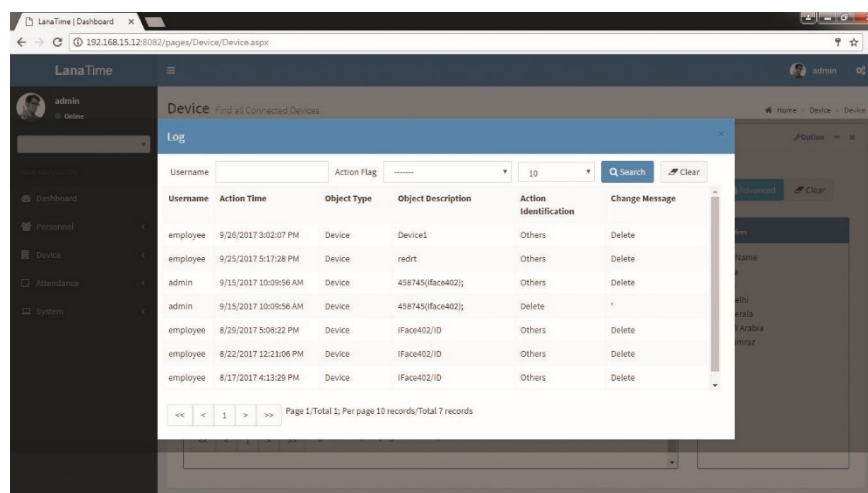 LanaTime | Dashboard
192.168.15.12:8082/pages/Device/Device.aspx
LanaTime
admin
admin
Online
Device Find all Connected Devices
Home Device Device
Log
Option
Username Action Flag ------- 10 Search Clear
Advanced Clear
Username Action Time Object Type Object Description Action Identification Change Message
Dashboard
employee 9/26/2017 3:02:07 PM Device Device1 Others Delete
Personnel
employee 9/25/2017 5:17:28 PM Device redrt Others Delete
Name
Device
admin 9/15/2017 10:09:56 AM Device 458745(iface402); Others Delete
Attendance
admin 9/15/2017 10:09:56 AM Device 458745(iface402); Delete '
System
employee 8/29/2017 5:06:22 PM Device iFace402/ID Others Delete
employee 8/22/2017 12:21:06 PM Device iFace402/ID Others Delete
employee 8/17/2017 4:13:29 PM Device iFace402/ID Others Delete
<< < 1 > >> Page 1/Total 1; Per page 10 records/Total 7 records